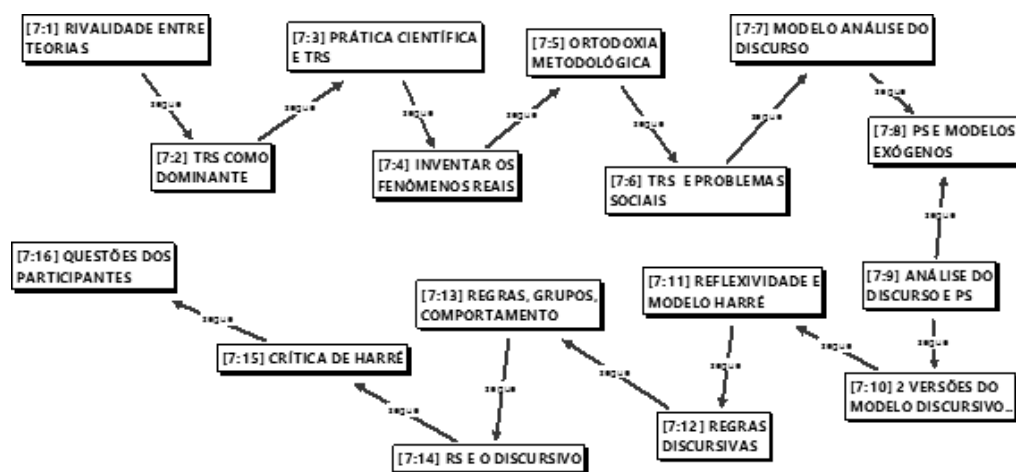 [7:1] RIVALIDADE ENTRE
TEORIAS
segue
[7:2] TRS COMO
DOMINANTE
segue
[7:3] PRÁTICA CIENTÍFICA
E TRS
segue
[7:4] INVENTAR OS
FENÔMENOS REAIS
segue
[7:5] ORTODOXIA
METODOLÓGICA
segue
[7:6] TRS E PROBLEMAS
SOCIAIS
segue
[7:7] MODELO ANÁLISE DO
DISCURSO
segue
[7:8] PS E MODELOS
EXÓGENOS
segue
[7:9] ANÁLISE DO
DISCURSO E PS
segue
[7:10] 2 VERSÕES DO
MODELO DISCURSIVO...
segue
[7:11] REFLEXIVIDADE E
MODELO HARRÉ
segue
[7:12] REGRAS
DISCURSIVAS
segue
[7:13] REGRAS, GRUPOS,
COMPORTAMENTO
segue
[7:14] RS E O DISCURSIVO
segue
[7:15] CRÍTICA DE HARRÉ
segue
[7:16] QUESTÕES DOS
PARTICIPANTES